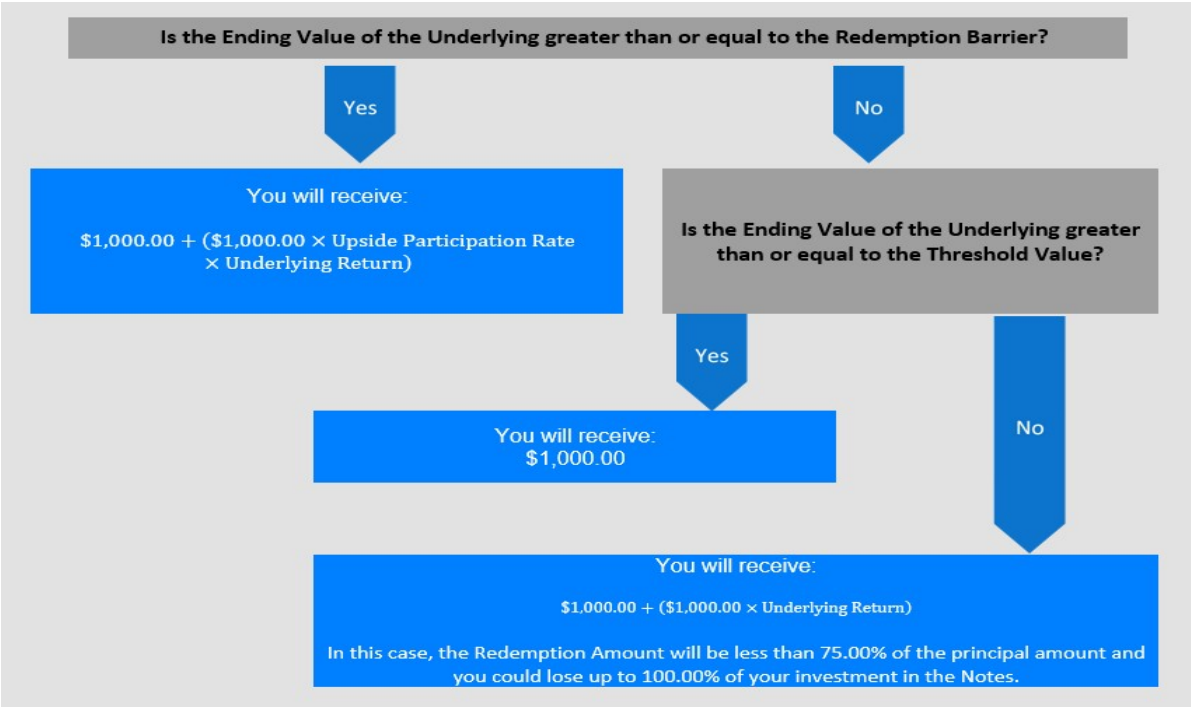 Is the Ending Value of the Underlying greater than or equal to the Redemption Barrier?
Yes
No
You will receive:
$1,000.00 + ($1,000.00 × Upside Participation Rate
× Underlying Return)
Is the Ending Value of the Underlying greater
than or equal to the Threshold Value?
Yes
No
You will receive:
$1,000.00
You will receive:
$1,000.00 + ($1,000.00 × Underlying Return)
In this case, the Redemption Amount will be less than 75.00% of the principal amount and
you could lose up to 100.00% of your investment in the Notes.